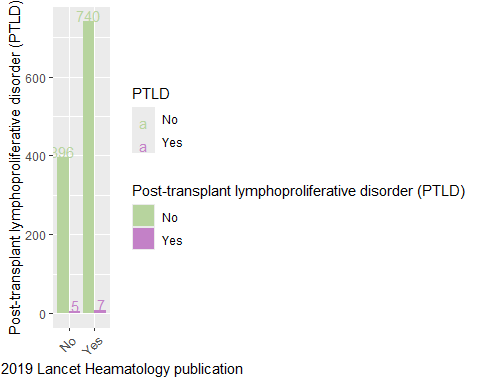 740
396
5
7
600
400
200
0
No
Yes
Post-transplant lymphoproliferative disorder (PTLD)
PTLD
a No
a Yes
Post-transplant lymphoproliferative disorder (PTLD)
No
Yes
2019 Lancet Heamatology publication